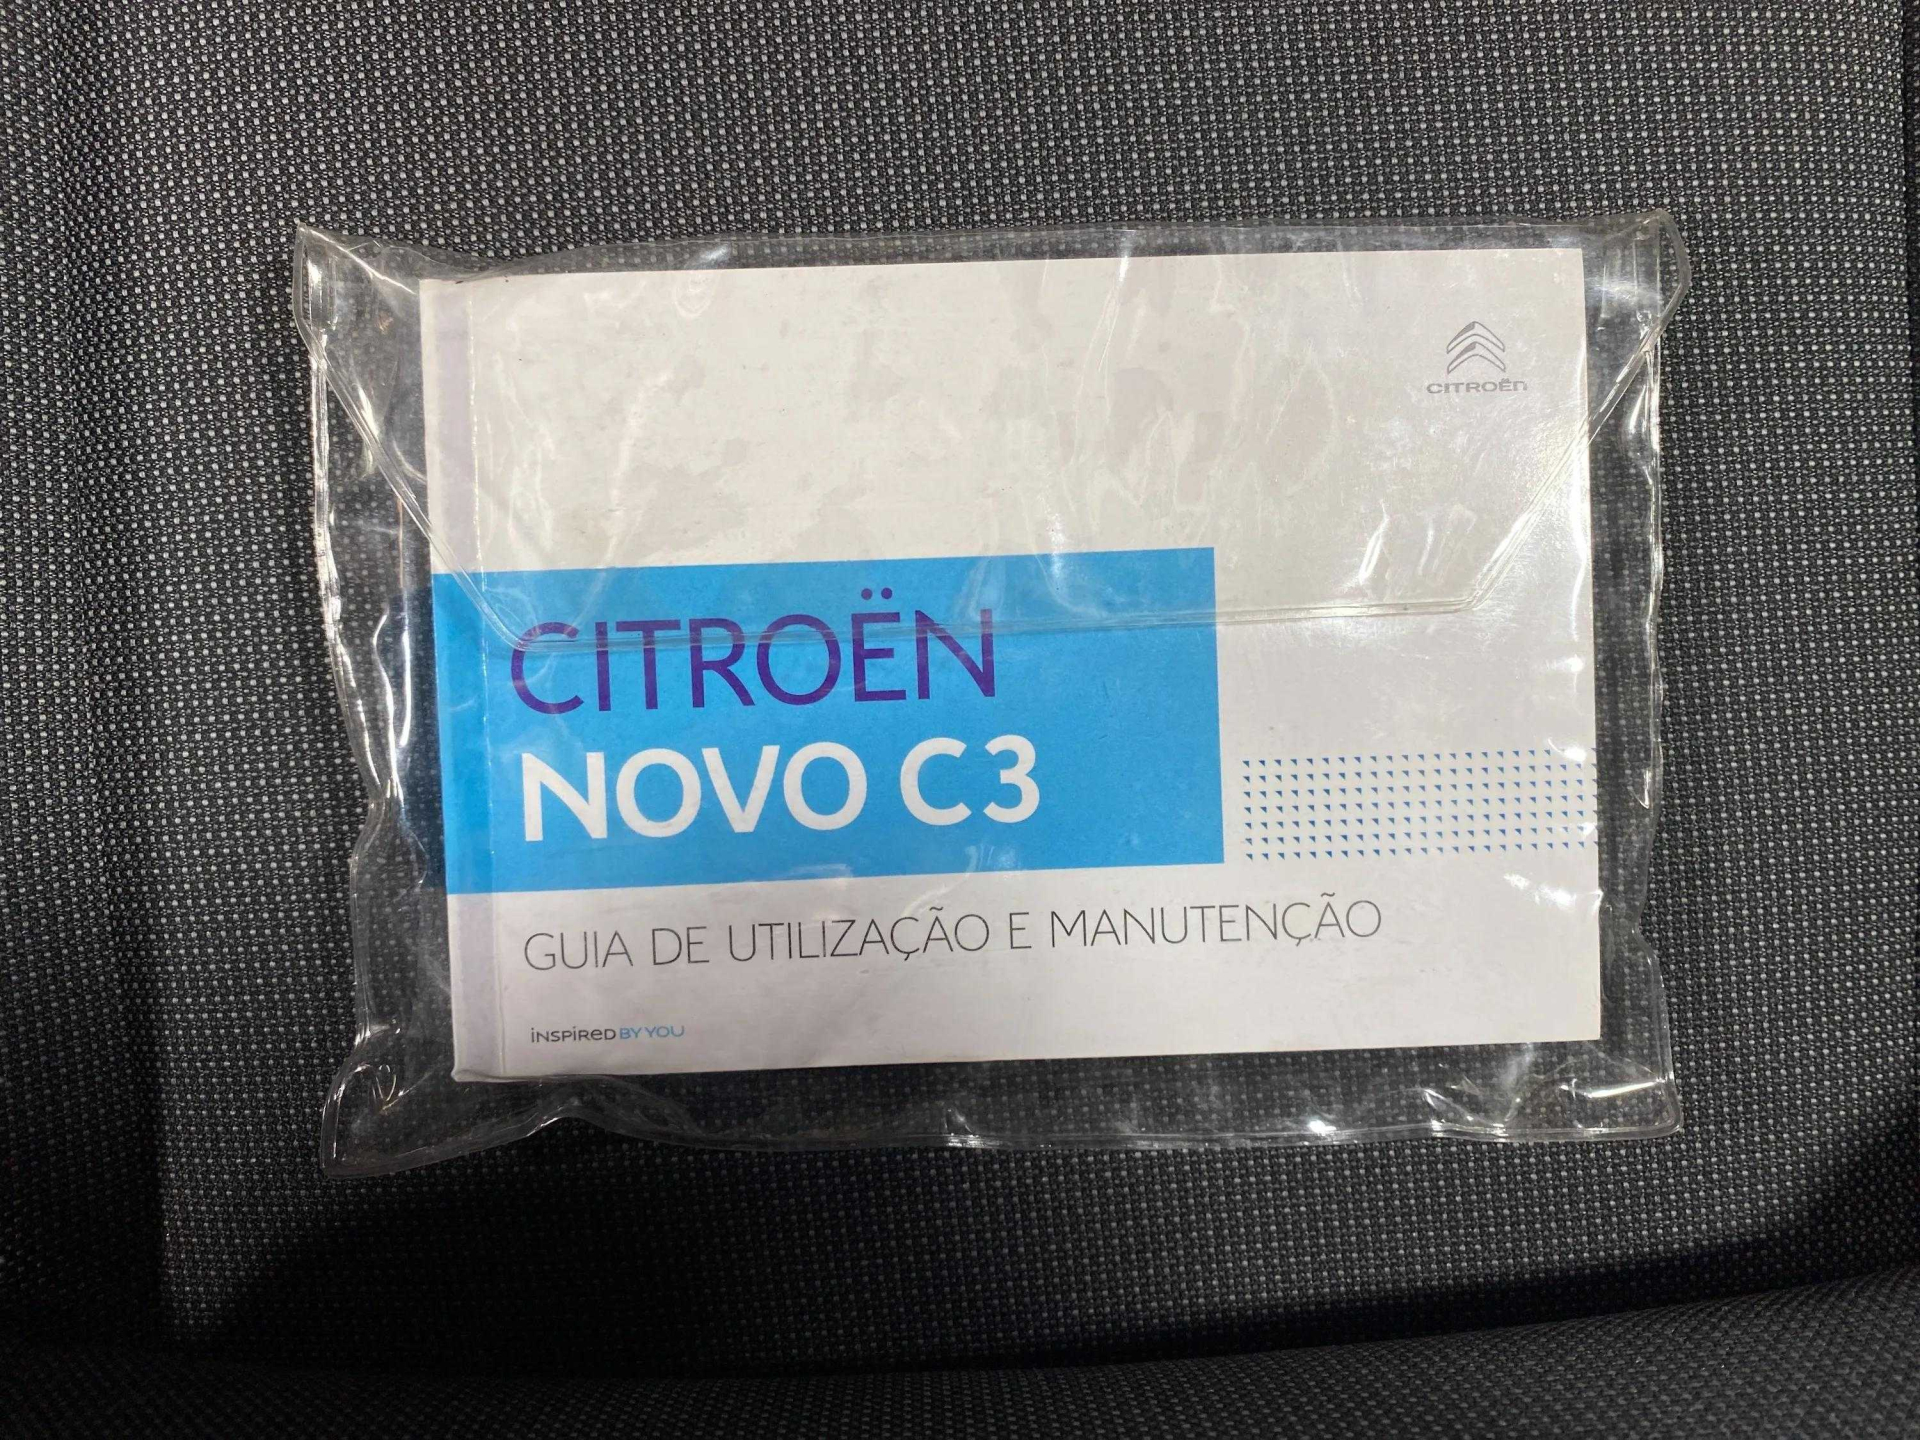 CITROËN
CITROËN
NOVO C3
GUIA DE UTILIZAÇÃO E MANUTENÇÃO
INSPIRED BY YOU